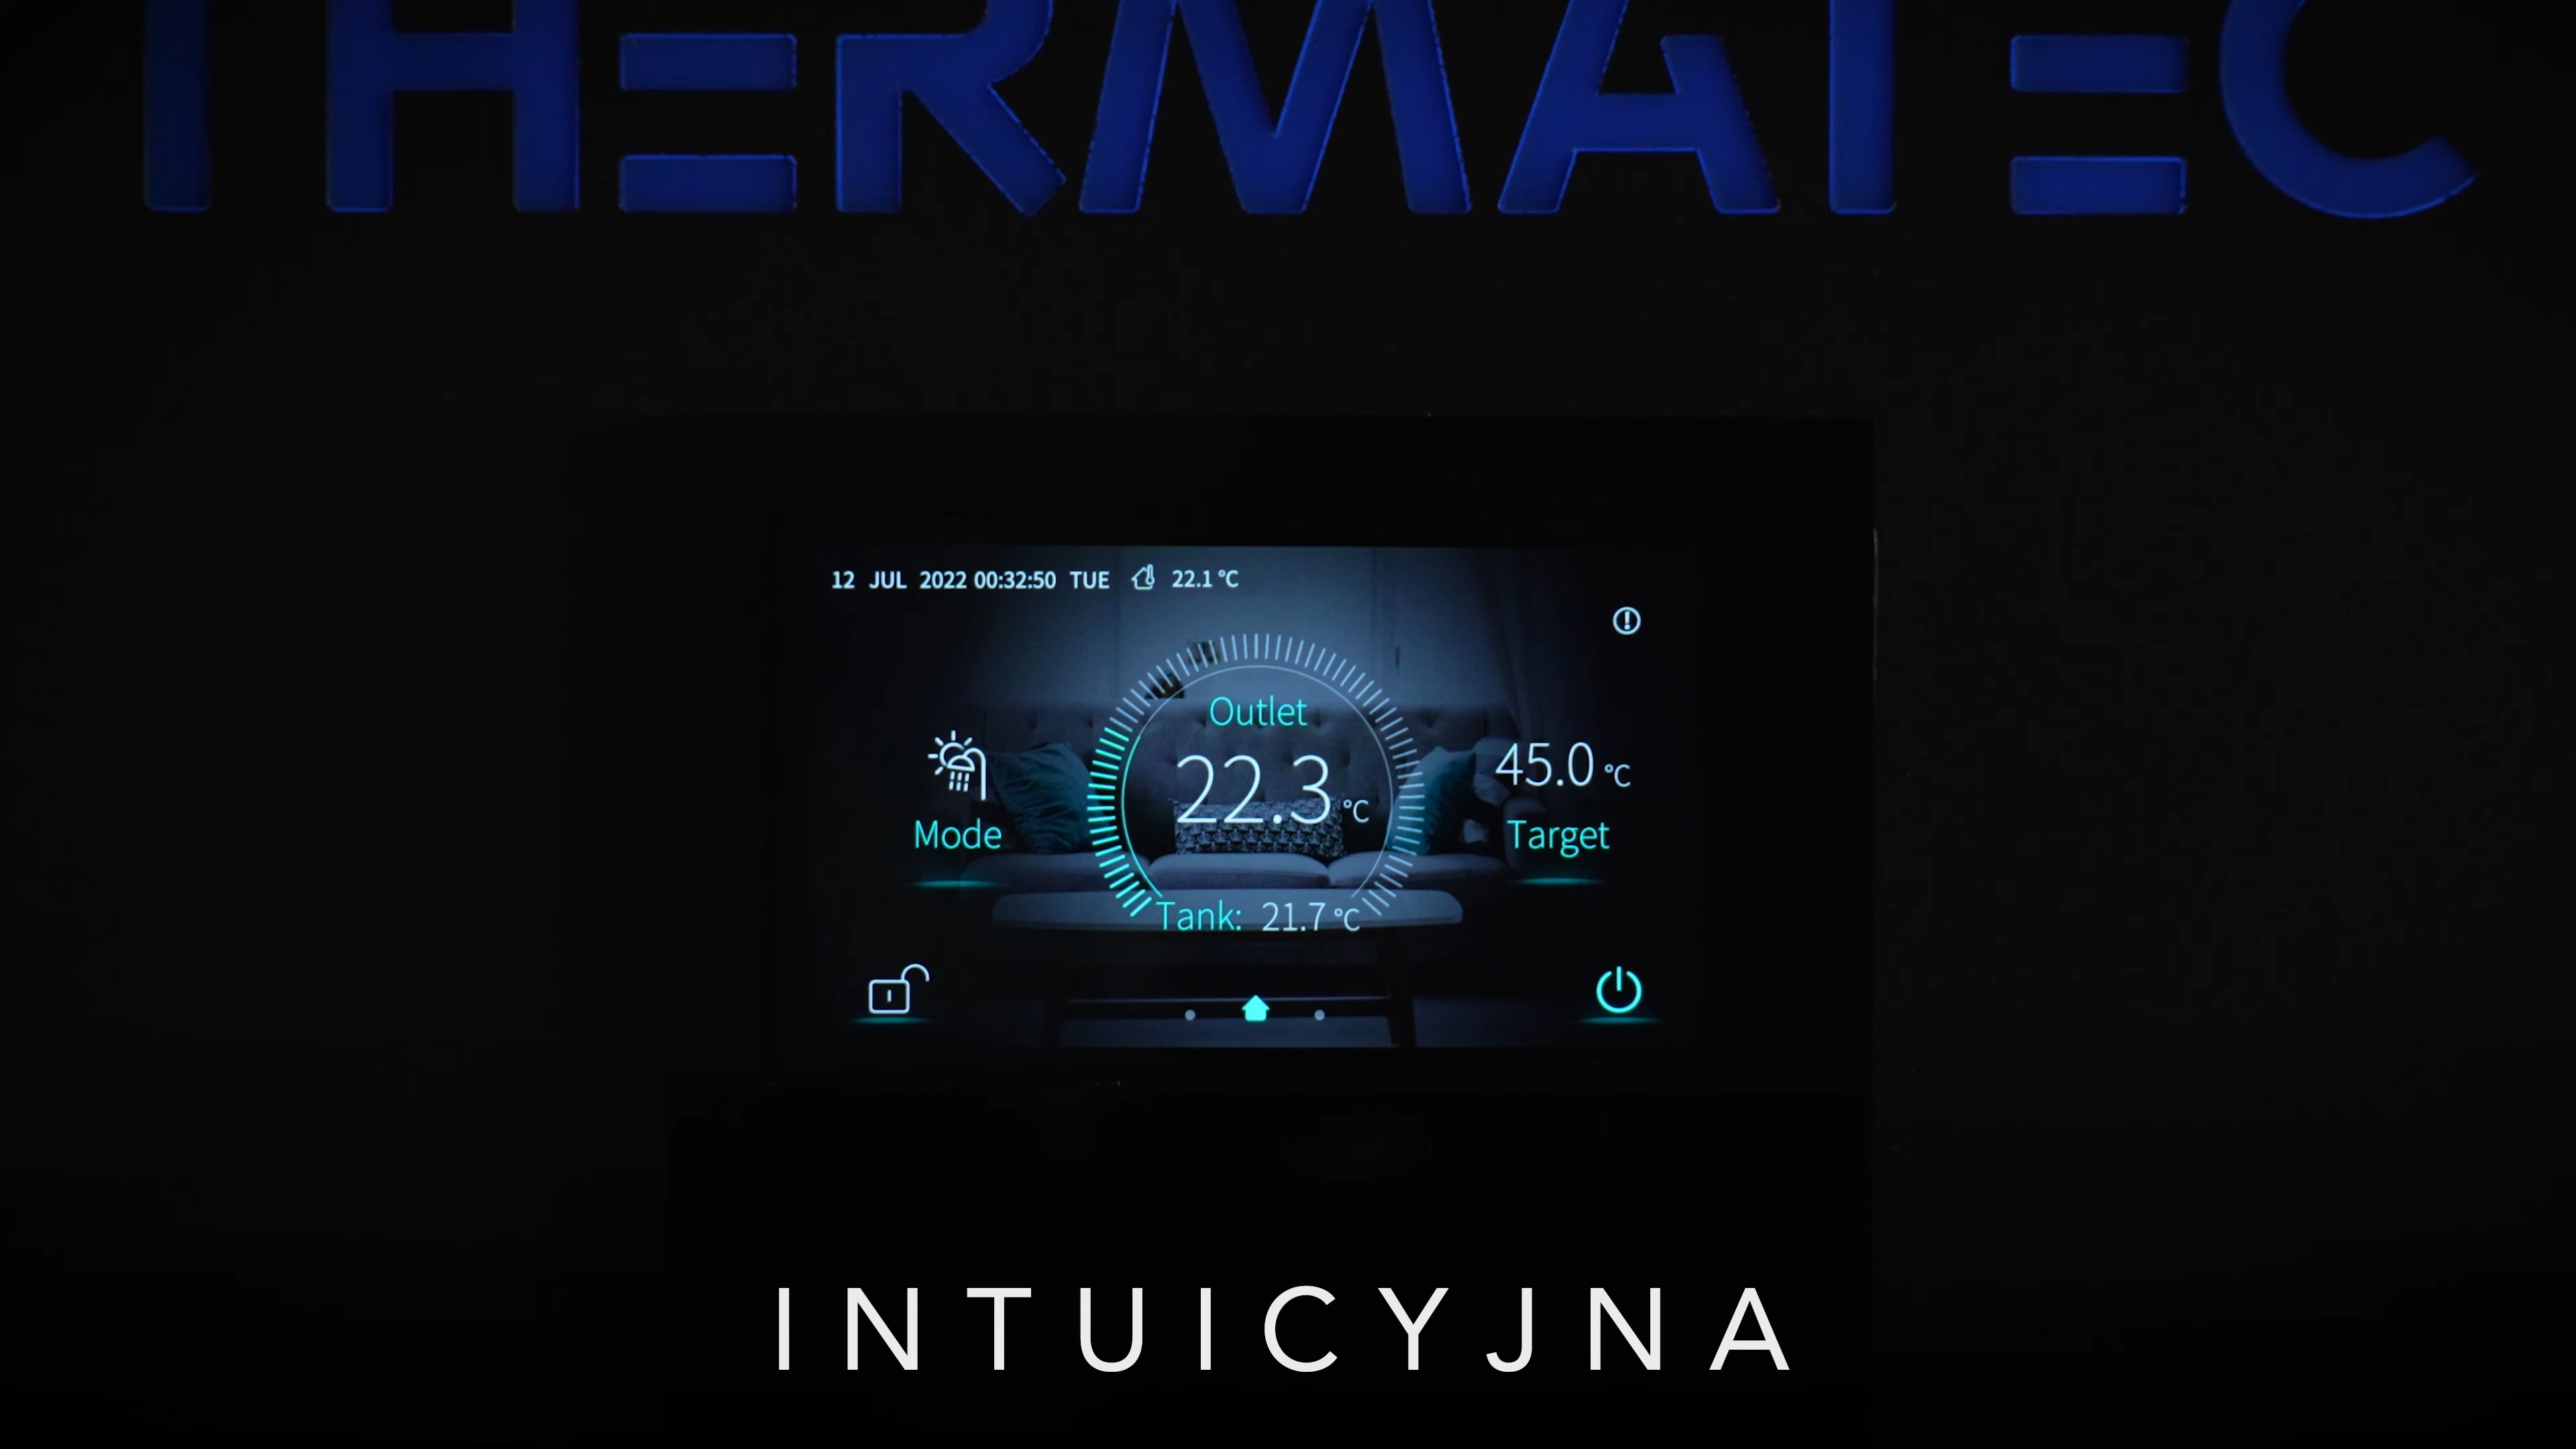 THERMATEC
12 JUL 2022 00:32:50 TUE 22.1 °C
Outlet
22.3 °C
45.0 °C
Mode
Target
Tank: 21.7 °C
INTUICYJNA